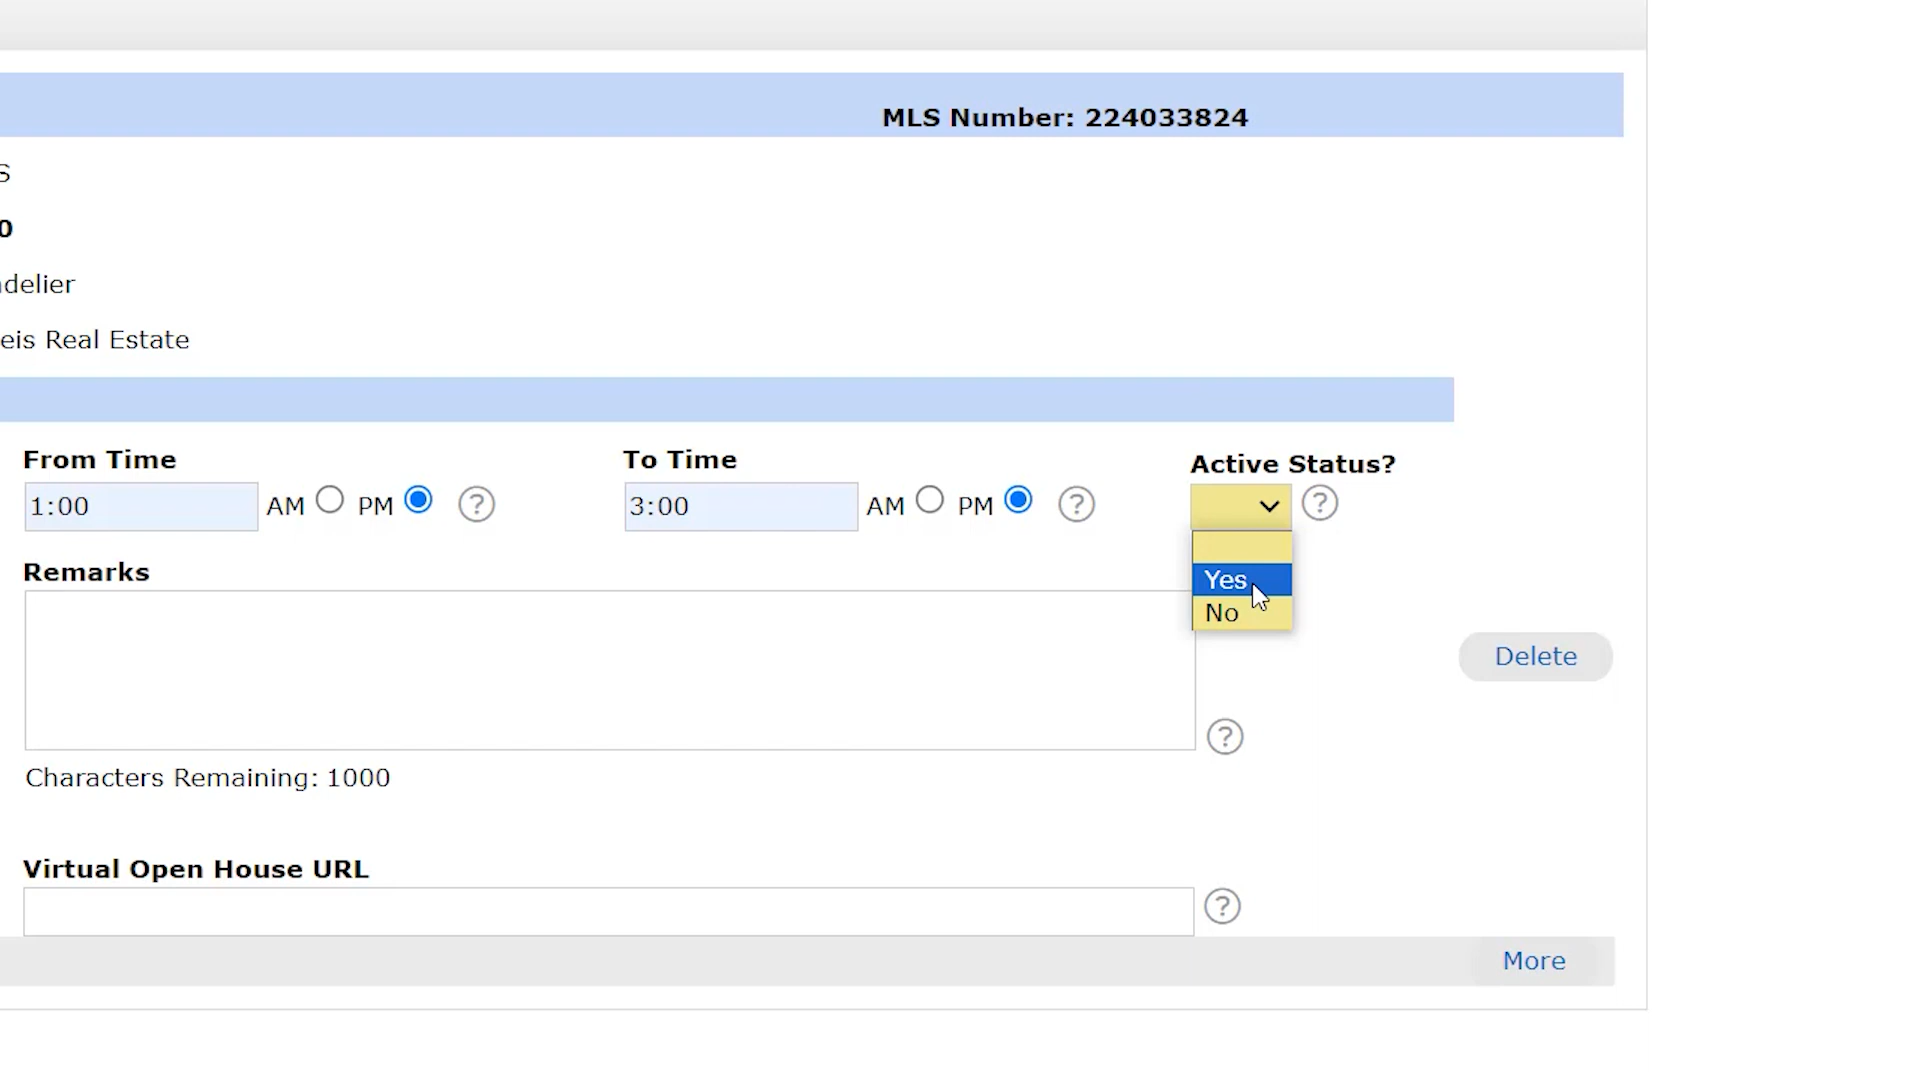 MLS Number: 224033824
S
0
delier
eis Real Estate
From Time
To Time
Active Status?
1:00 AM PM ?
3:00 AM PM ?
?
Yes
No
Remarks
Delete
?
Characters Remaining: 1000
Virtual Open House URL
?
More